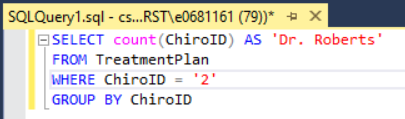 SQLQuery1.sql - cs...RST\e0681161 (79))*
SELECT count(ChiroID) AS 'Dr. Roberts'
FROM TreatmentPlan
WHERE ChiroID = '2'
GROUP BY ChiroID